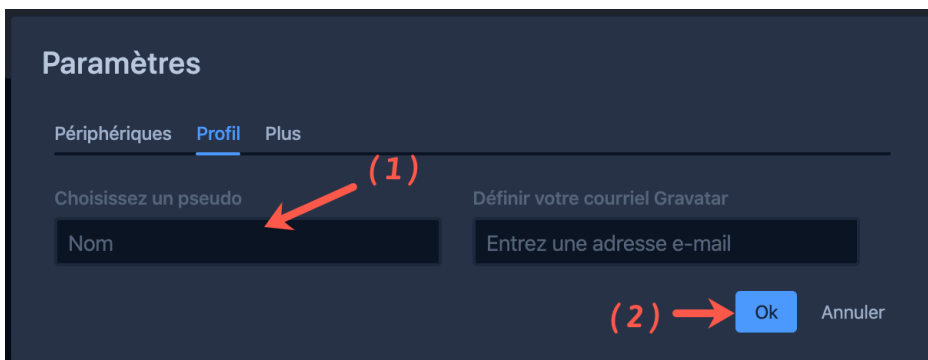 Paramètres
Périphériques Profil Plus
(1)
Choisissez un pseudo Définir votre courriel Gravatar
Nom Entrez une adresse e-mail
(2) Ok Annuler